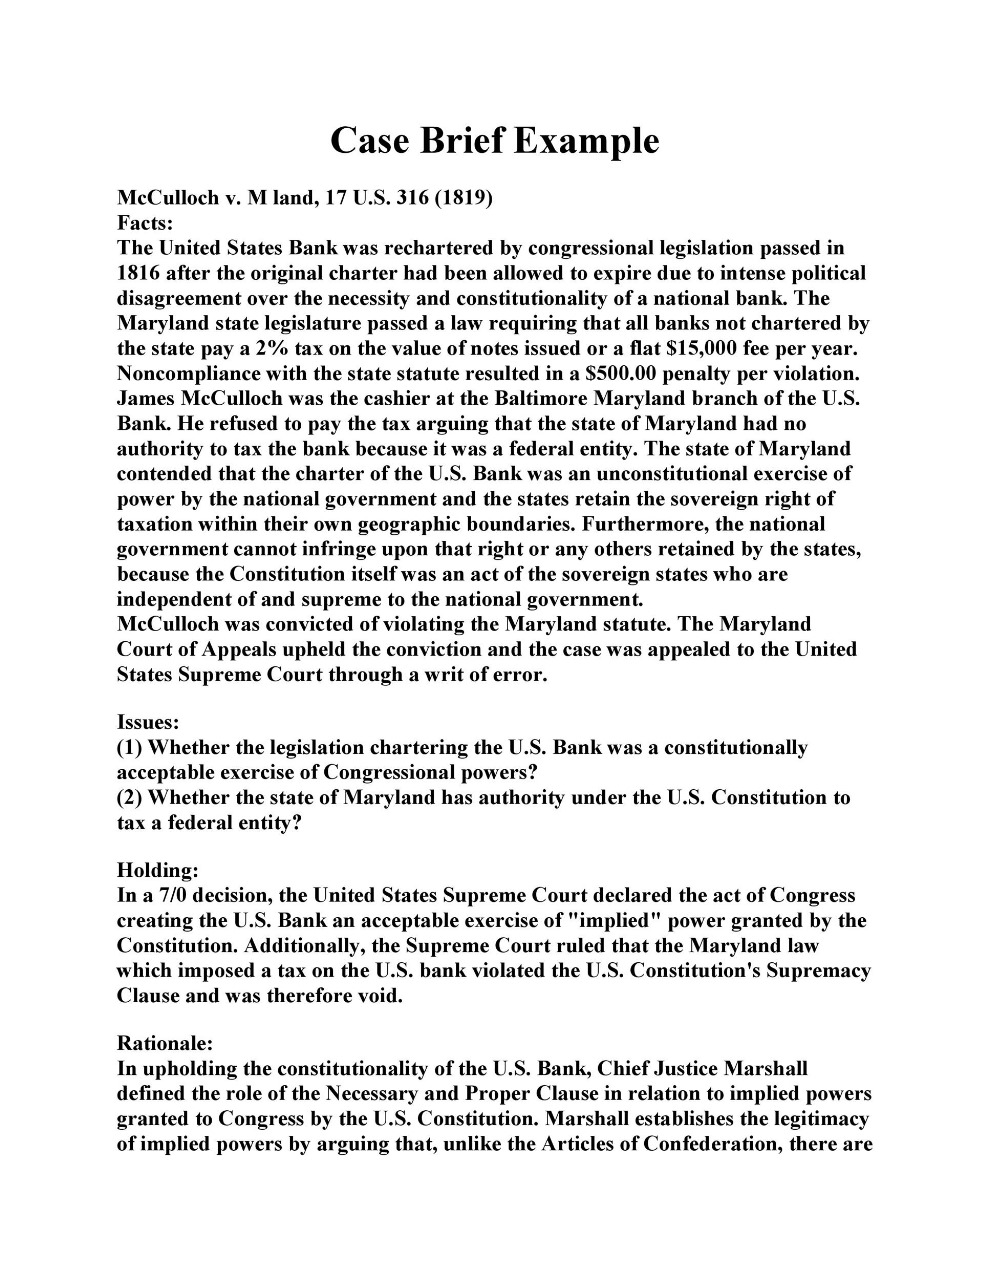 Case Brief Example
McCulloch v. M land, 17 U.S. 316 (1819)
Facts:
The United States Bank was rechartered by congressional legislation passed in
1816 after the original charter had been allowed to expire due to intense political
disagreement over the necessity and constitutionality of a national bank. The
Maryland state legislature passed a law requiring that all banks not chartered by
the state pay a 2% tax on the value of notes issued or a flat $15,000 fee per year.
Noncompliance with the state statute resulted in a $500.00 penalty per violation.
James McCulloch was the cashier at the Baltimore Maryland branch of the U.S.
Bank. He refused to pay the tax arguing that the state of Maryland had no
authority to tax the bank because it was a federal entity. The state of Maryland
contended that the charter of the U.S. Bank was an unconstitutional exercise of
power by the national government and the states retain the sovereign right of
taxation within their own geographic boundaries. Furthermore, the national
government cannot infringe upon that right or any others retained by the states,
because the Constitution itself was an act of the sovereign states who are
independent of and supreme to the national government.
McCulloch was convicted of violating the Maryland statute. The Maryland
Court of Appeals upheld the conviction and the case was appealed to the United
States Supreme Court through a writ of error.
Issues:
(1) Whether the legislation chartering the U.S. Bank was a constitutionally
acceptable exercise of Congressional powers?
(2) Whether the state of Maryland has authority under the U.S. Constitution to
tax a federal entity?
Holding:
In a 7/0 decision, the United States Supreme Court declared the act of Congress
creating the U.S. Bank an acceptable exercise of "implied" power granted by the
Constitution. Additionally, the Supreme Court ruled that the Maryland law
which imposed a tax on the U.S. bank violated the U.S. Constitution's Supremacy
Clause and was therefore void.
Rationale:
In upholding the constitutionality of the U.S. Bank, Chief Justice Marshall
defined the role of the Necessary and Proper Clause in relation to implied powers
granted to Congress by the U.S. Constitution. Marshall establishes the legitimacy
of implied powers by arguing that, unlike the Articles of Confederation, there are